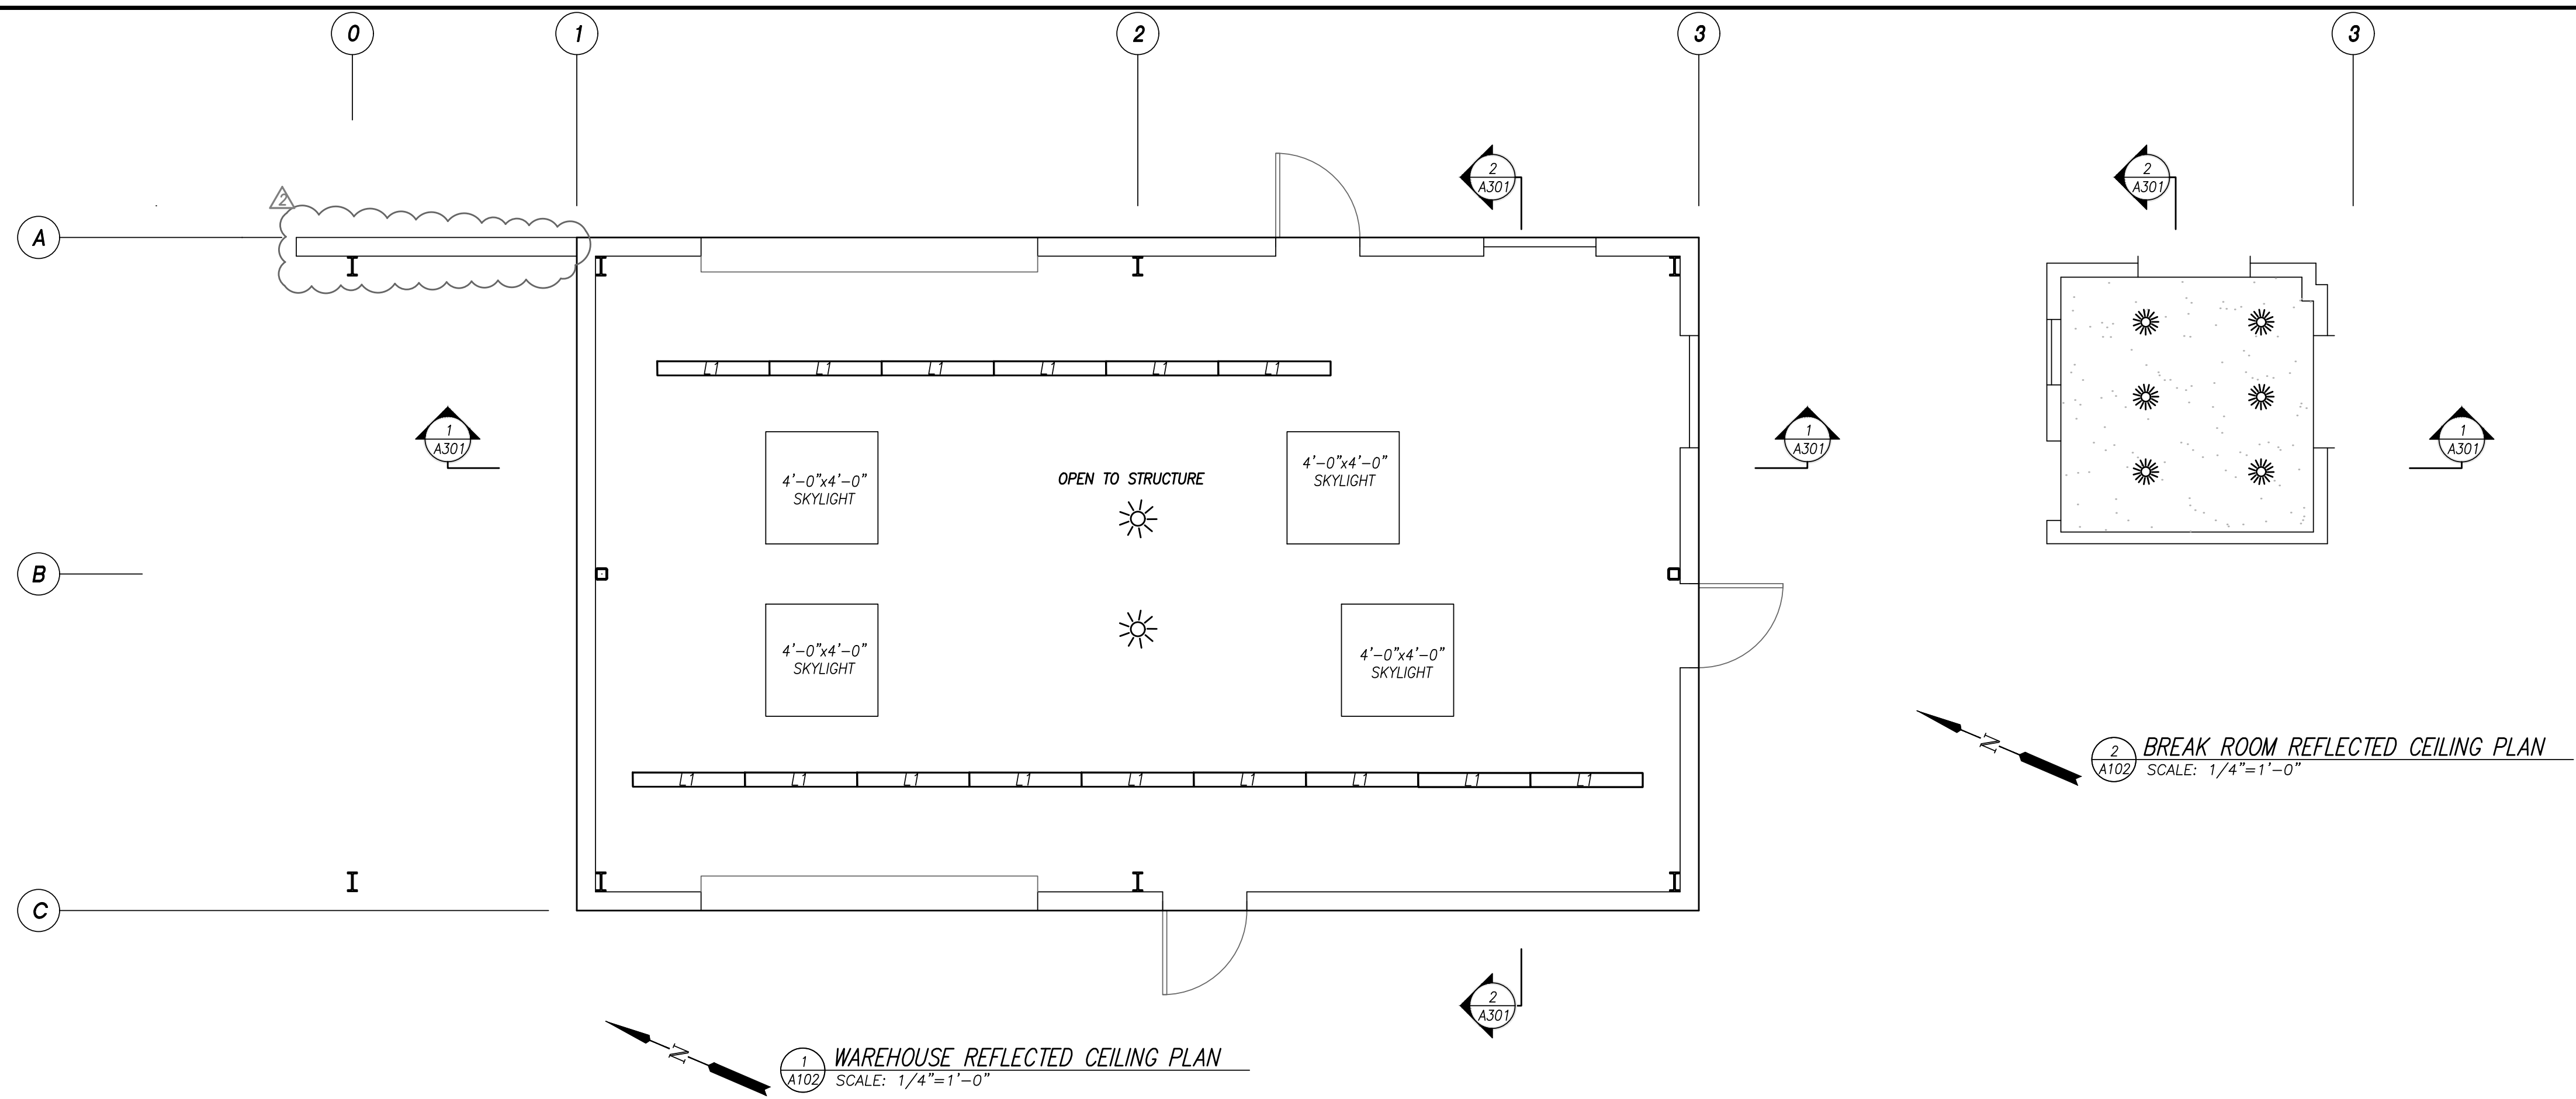 0 1 2 3 3
2
A301
2
A301
2
A
L1 L1 L1 L1 L1 L1
1
A301
1
A301
1
A301
4'-0"x4'-0"
SKYLIGHT
OPEN TO STRUCTURE
4'-0"x4'-0"
SKYLIGHT
B
4'-0"x4'-0"
SKYLIGHT
4'-0"x4'-0"
SKYLIGHT
L1 L1 L1 L1 L1 L1 L1 L1 L1
C
2
A301
N
1
A102
WAREHOUSE REFLECTED CEILING PLAN
SCALE: 1/4"=1'-0"
N
2
A102
BREAK ROOM REFLECTED CEILING PLAN
SCALE: 1/4"=1'-0"